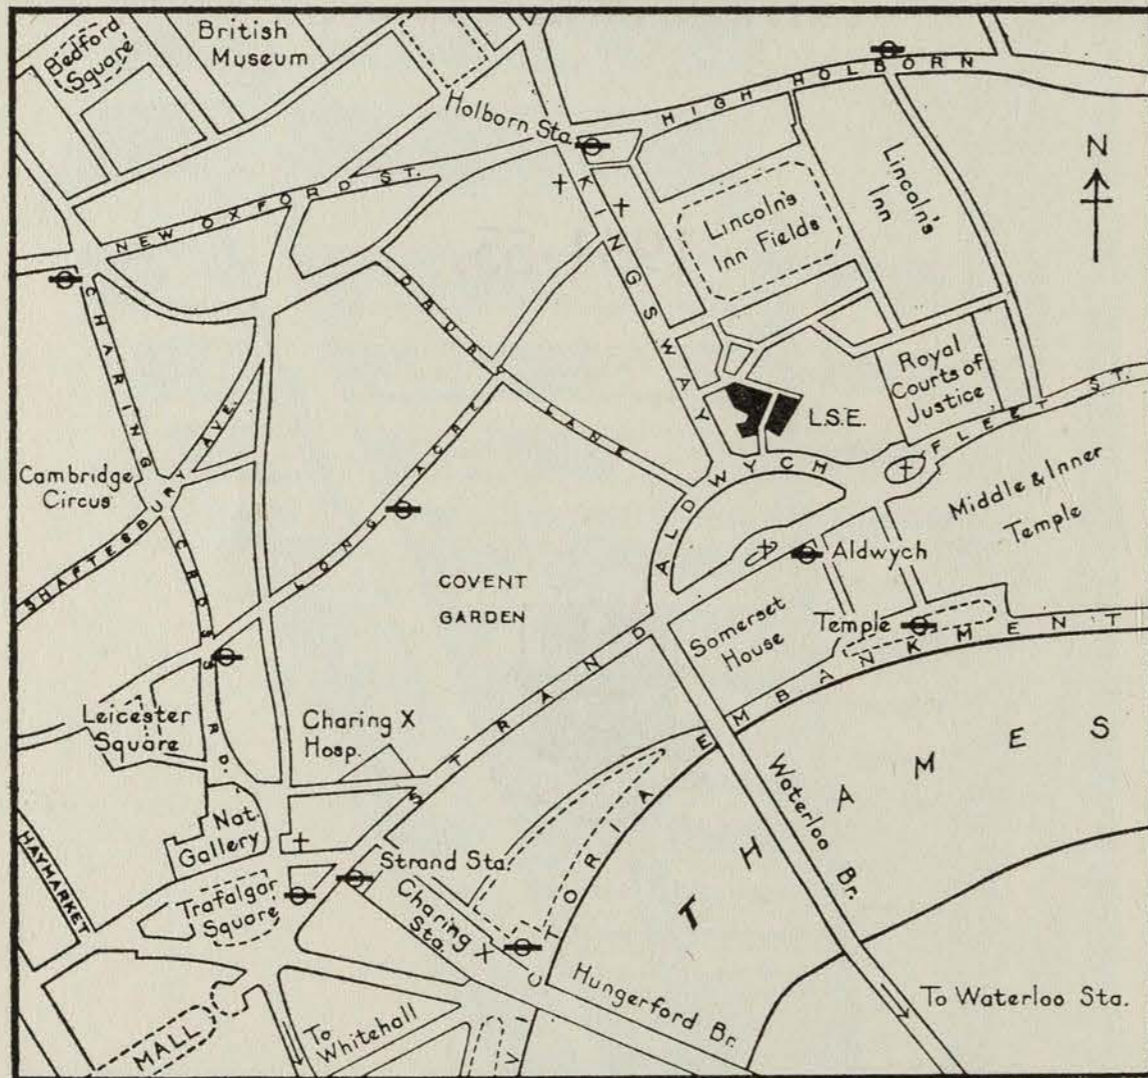 Bedford
Square
British
Museum
HIGH HOLBORN
Holborn Sta.
N
NEW OXFORD ST.
KINGSWAY
Lincoln's
Inn Fields
Lincoln's
Inn
DRURY LANE
CHARING CROSS RD.
Royal
Courts of
Justice
L.S.E.
FLEET ST.
SHAFTESBURY AVE.
Cambridge
Circus
LONG ACRE
ALDWYCH
Middle & Inner
Temple
Aldwych
COVENT
GARDEN
Somerset
House
Temple
Leicester
Square
Charing X
Hosp.
STRAND
VICTORIA EMBANKMENT
Waterloo
Br.
THAMES
Nat.
Gallery
HAYMARKET
Trafalgar
Square
Strand Sta.
Charing X
Sta.
Hungerford Br.
To Waterloo Sta.
To
Whitehall
MALL